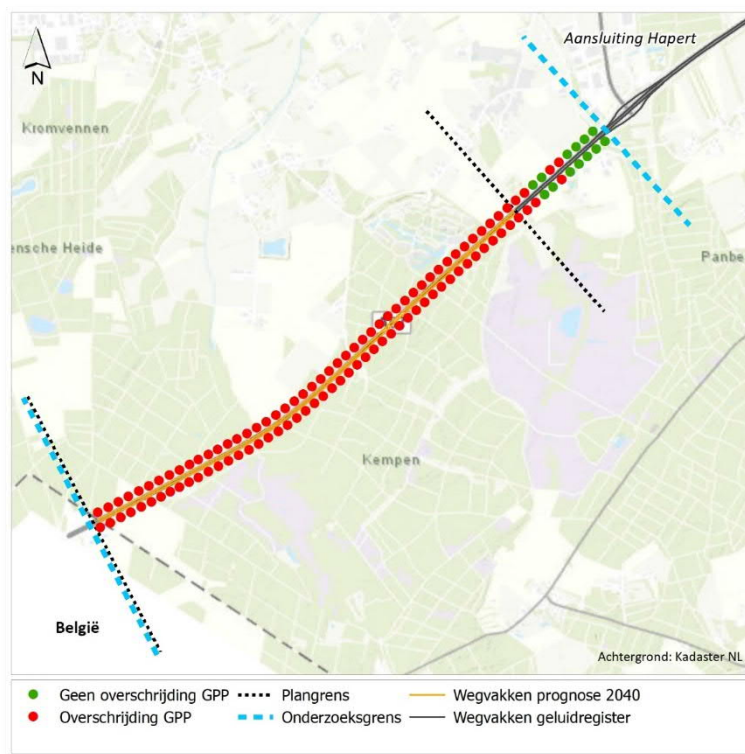 Aansluiting Hapert
N
Kromvennen
ensche Heide
Panbe
Kempen
België
Achtergrond: Kadaster NL
Geen overschrijding GPP
Plangrens
Wegvakken prognose 2040
Overschrijding GPP
Onderzoeksgrens
Wegvakken geluidregister